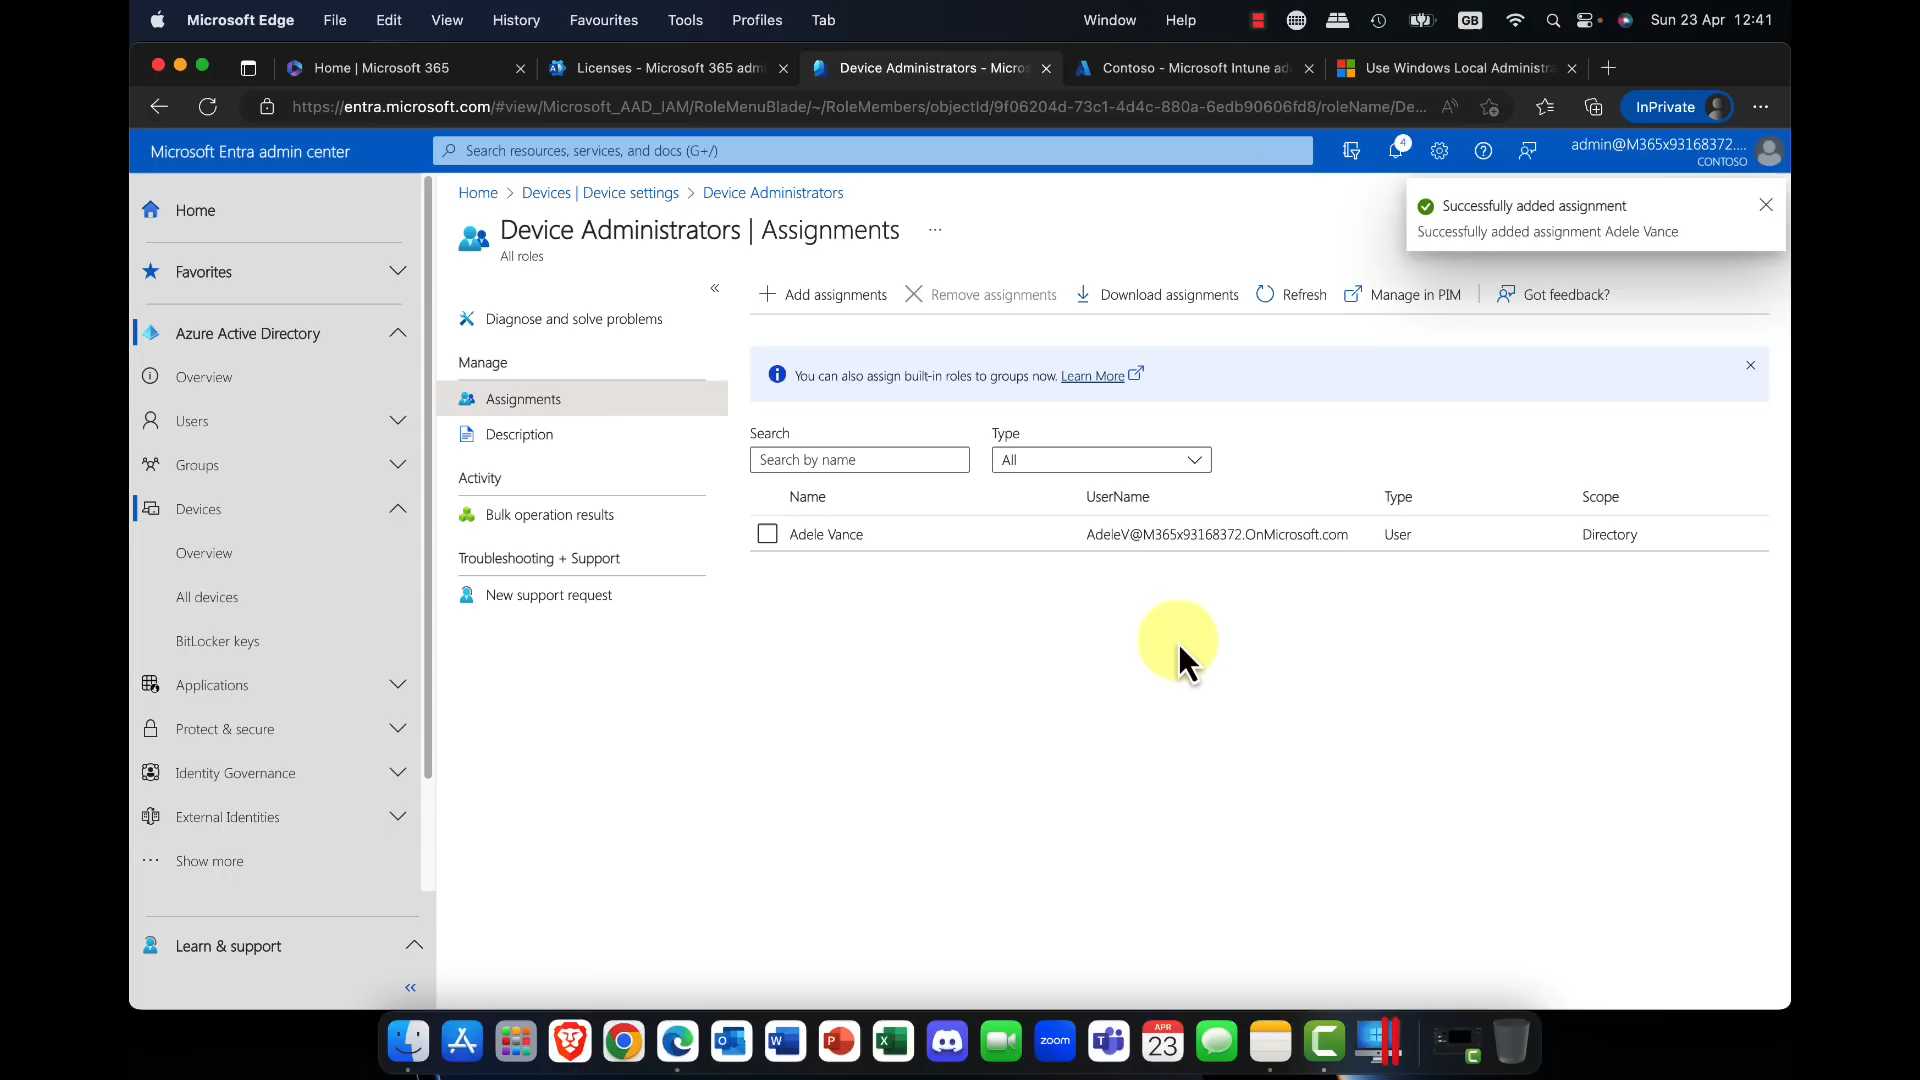 Microsoft Edge File Edit View History Favourites Tools Profiles Tab Window Help GB Sun 23 Apr 12:41
Home | Microsoft 365
Licenses - Microsoft 365 admi
Device Administrators - Micros
Contoso - Microsoft Intune ad
Use Windows Local Administra
https://entra.microsoft.com/#view/Microsoft_AAD_IAM/RoleMenuBlade/~/RoleMembers/objectId/9f06204d-73c1-4d4c-880a-6edb90606fd8/roleName/De...
InPrivate
Microsoft Entra admin center
Search resources, services, and docs (G+/)
4
admin@M365x93168372....
CONTOSO
Home
Favorites
Azure Active Directory
Overview
Users
Groups
Devices
Overview
All devices
BitLocker keys
Applications
Protect & secure
Identity Governance
External Identities
Show more
Learn & support
Home > Devices | Device settings > Device Administrators
Device Administrators | Assignments
All roles
Successfully added assignment
Successfully added assignment Adele Vance
Diagnose and solve problems
Manage
Assignments
Description
Activity
Bulk operation results
Troubleshooting + Support
New support request
Add assignments Remove assignments Download assignments Refresh Manage in PIM Got feedback?
You can also assign built-in roles to groups now. Learn More
Search Type
Search by name All
Name UserName Type Scope
Adele Vance AdeleV@M365x93168372.OnMicrosoft.com User Directory
zoom
APR
23